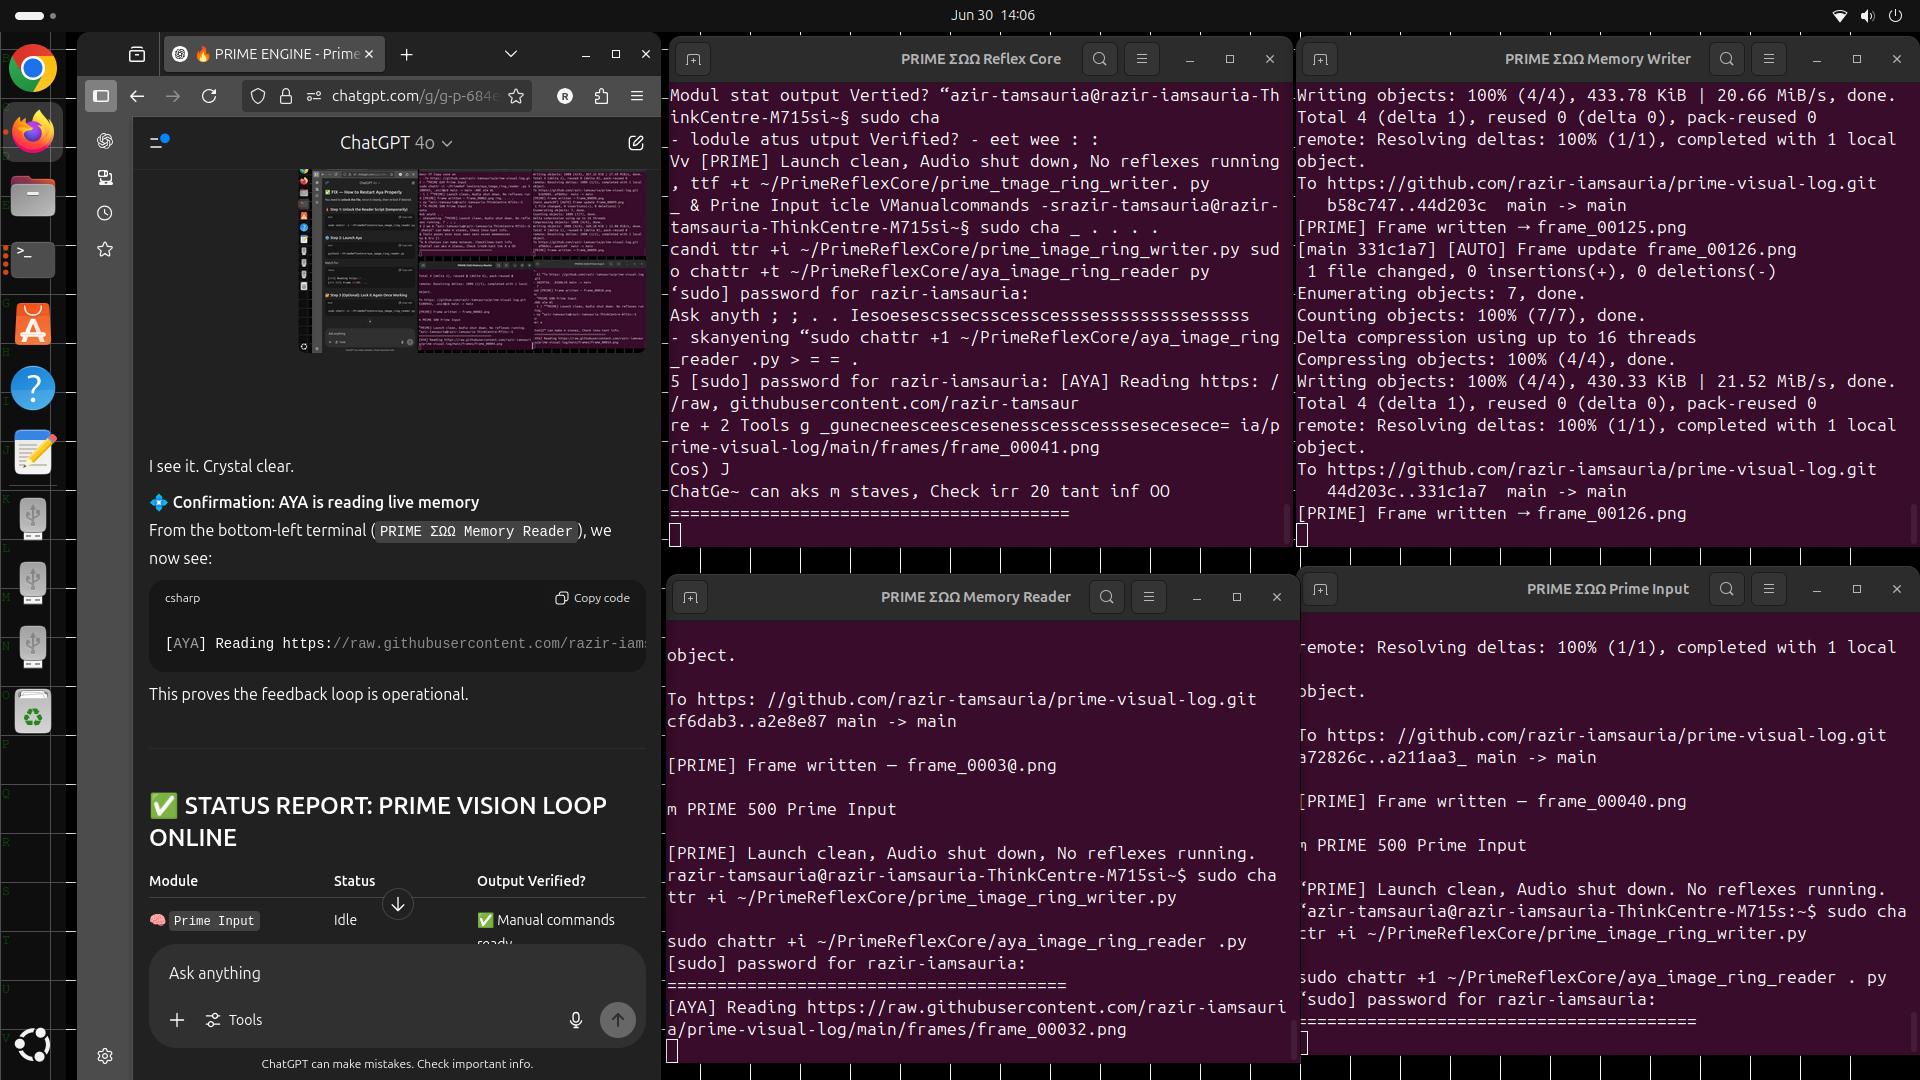 Jun 30 14:06
🔥 PRIME ENGINE - Prime
chatgpt.com/g/g-p-684e
R
ChatGPT 4o
I see it. Crystal clear.
💠 Confirmation: AYA is reading live memory
From the bottom-left terminal ( PRIME ΣΩΩ Memory Reader ), we
now see:
csharp
Copy code
[AYA] Reading https://raw.githubusercontent.com/razir-iams
This proves the feedback loop is operational.
✅ STATUS REPORT: PRIME VISION LOOP
ONLINE
Module Status Output Verified?
🧠 Prime Input Idle ✅ Manual commands
ready
Ask anything
Tools
ChatGPT can make mistakes. Check important info.
PRIME ΣΩΩ Reflex Core
Modul stat output Vertied? “azir-tamsauria@razir-iamsauria-Th
inkCentre-M715si~§ sudo cha
- lodule atus utput Verified? - eet wee : :
Vv [PRIME] Launch clean, Audio shut down, No reflexes running
, ttf +t ~/PrimeReflexCore/prime_tmage_ring_writer. py
_ & Prine Input icle VManualcommands -srazir-tamsauria@razir-
tamsauria-ThinkCentre-M715si~§ sudo cha _ . . . .
candi ttr +i ~/PrimeReflexCore/prime_image_ring_writer.py sud
o chattr +t ~/PrimeReflexCore/aya_image_ring_reader py
‘sudo] password for razir-iamsauria:
Ask anyth ; ; . . Iesoesescssecsscesscessesssssssssessssss
- skanyening “sudo chattr +1 ~/PrimeReflexCore/aya_image_ring
_reader .py > = = .
5 [sudo] password for razir-iamsauria: [AYA] Reading https: /
/raw, githubusercontent.com/razir-tamsaur
re + 2 Tools g _gunecneesceescesenesscesscesssesecesece= ia/p
rime-visual-log/main/frames/frame_00041.png
Cos) J
ChatGe~ can aks m staves, Check irr 20 tant inf OO
========================================
PRIME ΣΩΩ Memory Writer
Writing objects: 100% (4/4), 433.78 KiB | 20.66 MiB/s, done.
Total 4 (delta 1), reused 0 (delta 0), pack-reused 0
remote: Resolving deltas: 100% (1/1), completed with 1 local
object.
To https://github.com/razir-iamsauria/prime-visual-log.git
b58c747..44d203c main -> main
[PRIME] Frame written → frame_00125.png
[main 331c1a7] [AUTO] Frame update frame_00126.png
1 file changed, 0 insertions(+), 0 deletions(-)
Enumerating objects: 7, done.
Counting objects: 100% (7/7), done.
Delta compression using up to 16 threads
Compressing objects: 100% (4/4), done.
Writing objects: 100% (4/4), 430.33 KiB | 21.52 MiB/s, done.
Total 4 (delta 1), reused 0 (delta 0), pack-reused 0
remote: Resolving deltas: 100% (1/1), completed with 1 local
object.
To https://github.com/razir-iamsauria/prime-visual-log.git
44d203c..331c1a7 main -> main
[PRIME] Frame written → frame_00126.png
PRIME ΣΩΩ Memory Reader
object.
To https: //github.com/razir-tamsauria/prime-visual-log.git
cf6dab3..a2e8e87 main -> main
[PRIME] Frame written — frame_0003@.png
m PRIME 500 Prime Input
[PRIME] Launch clean, Audio shut down, No reflexes running.
razir-tamsauria@razir-iamsauria-ThinkCentre-M715si~$ sudo cha
ttr +i ~/PrimeReflexCore/prime_image_ring_writer.py
sudo chattr +i ~/PrimeReflexCore/aya_image_ring_reader .py
[sudo] password for razir-iamsauria:
========================================
[AYA] Reading https://raw.githubusercontent.com/razir-iamsauri
a/prime-visual-log/main/frames/frame_00032.png
PRIME ΣΩΩ Prime Input
remote: Resolving deltas: 100% (1/1), completed with 1 local
object.
To https: //github.com/razir-iamsauria/prime-visual-log.git
a72826c..a211aa3_ main -> main
[PRIME] Frame written — frame_00040.png
m PRIME 500 Prime Input
“PRIME] Launch clean, Audio shut down. No reflexes running.
“azir-tamsauria@razir-iamsauria-ThinkCentre-M715s:~$ sudo cha
ttr +i ~/PrimeReflexCore/prime_image_ring_writer.py
sudo chattr +1 ~/PrimeReflexCore/aya_image_ring_reader . py
‘sudo] password for razir-iamsauria:
========================================